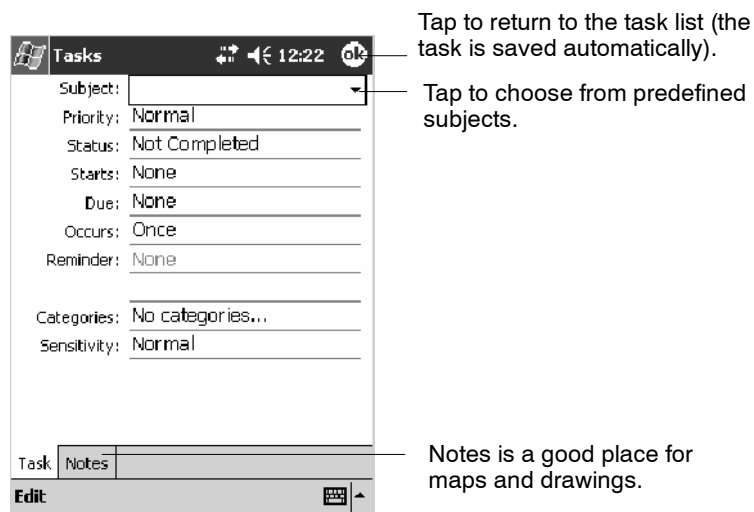 Tap to return to the task list (the
task is saved automatically).
Tasks 12:22 ok
Subject:
Tap to choose from predefined
subjects.
Priority: Normal
Status: Not Completed
Starts: None
Due: None
Occurs: Once
Reminder: None
Categories: No categories...
Sensitivity: Normal
Notes is a good place for
maps and drawings.
Task Notes
Edit